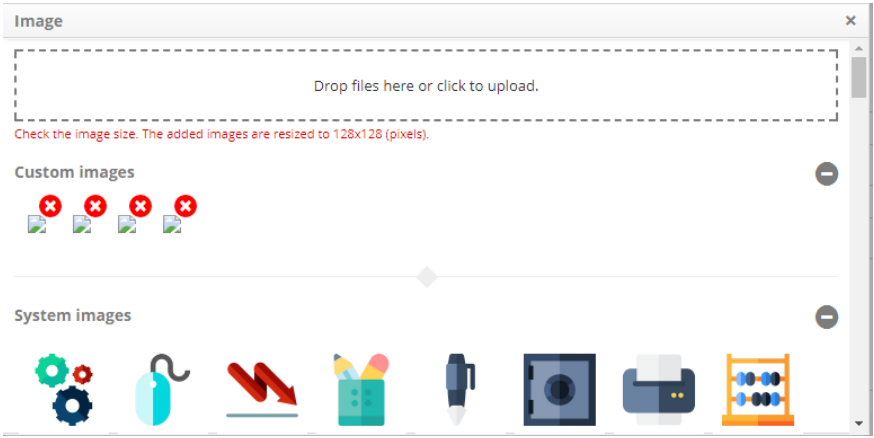 Image
Drop files here or click to upload.
Check the image size. The added images are resized to 128x128 (pixels).
Custom images
System images